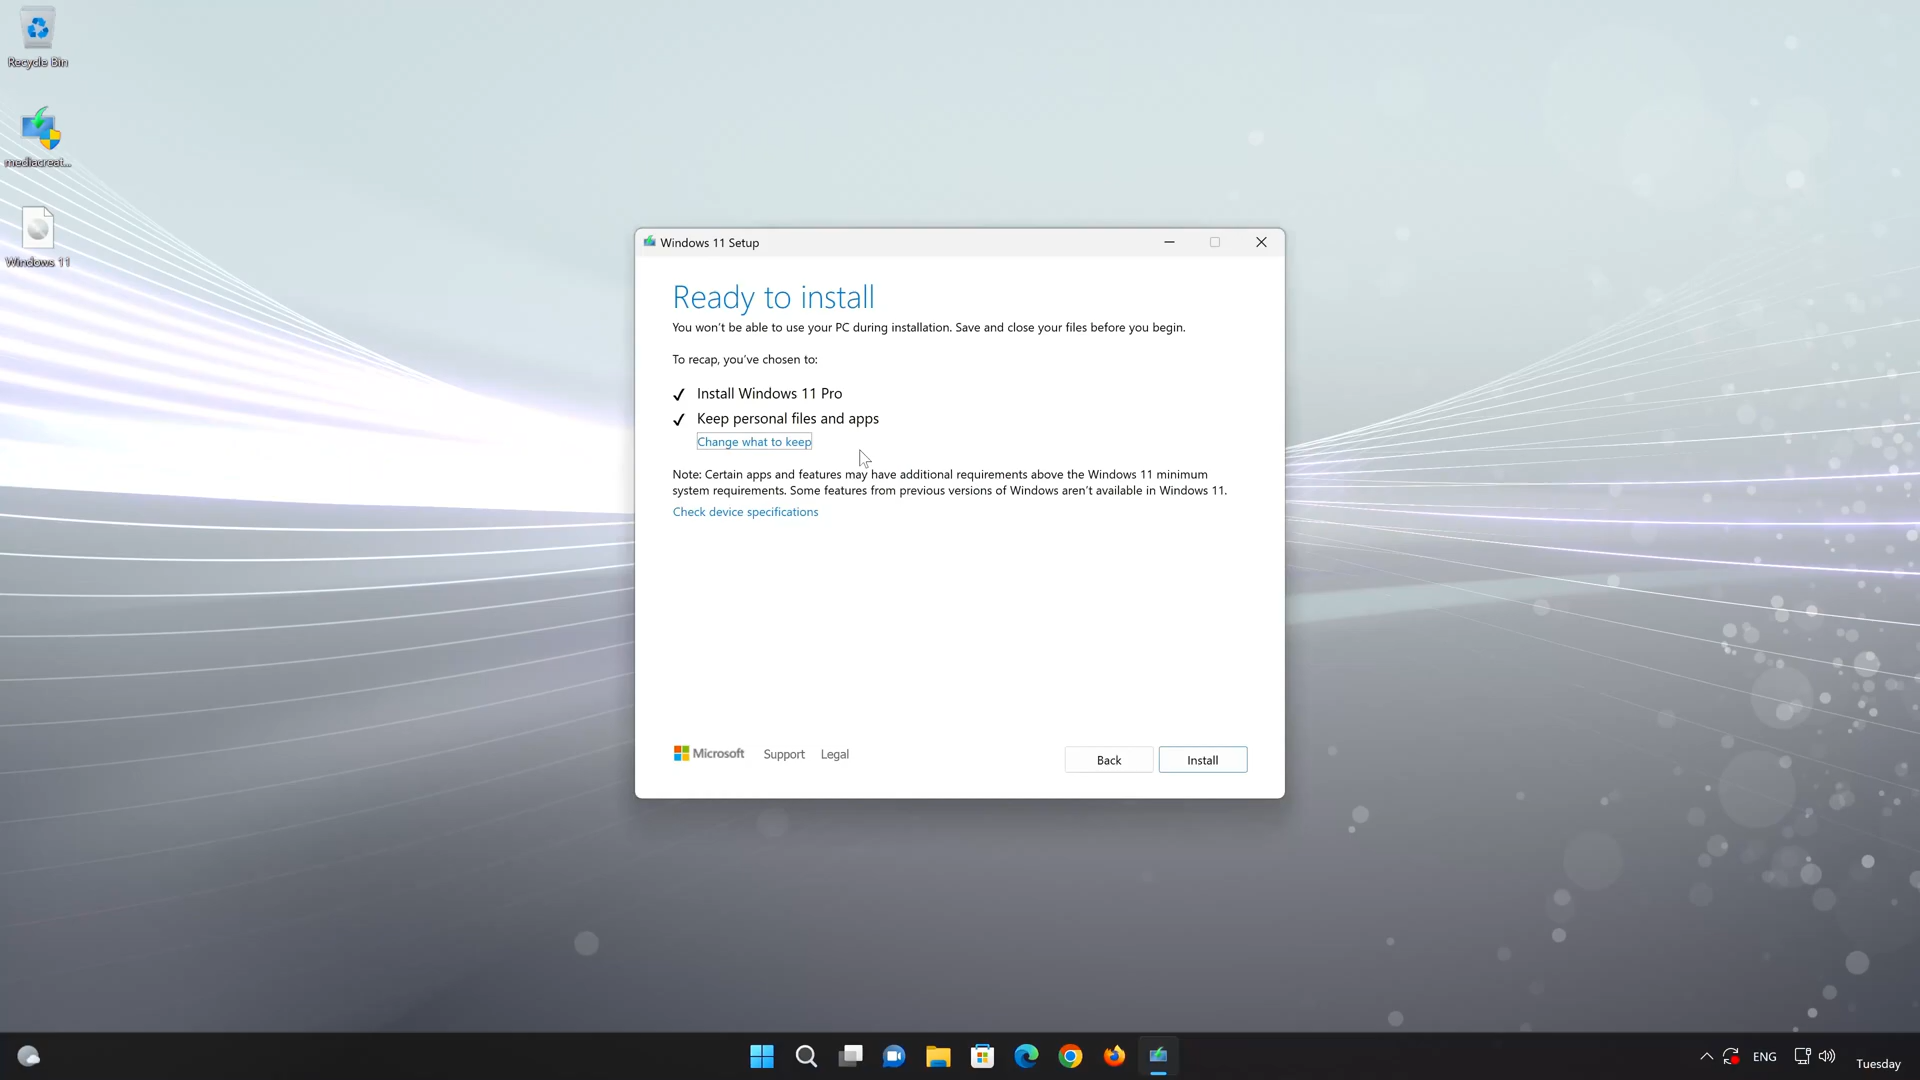 Recycle Bin
mediacreat...
Windows 11
Windows 11 Setup
Ready to install
You won't be able to use your PC during installation. Save and close your files before you begin.
To recap, you've chosen to:
Install Windows 11 Pro
Keep personal files and apps
Change what to keep
Note: Certain apps and features may have additional requirements above the Windows 11 minimum
system requirements. Some features from previous versions of Windows aren't available in Windows 11.
Check device specifications
Microsoft Support Legal
Back Install
ENG
Tuesday